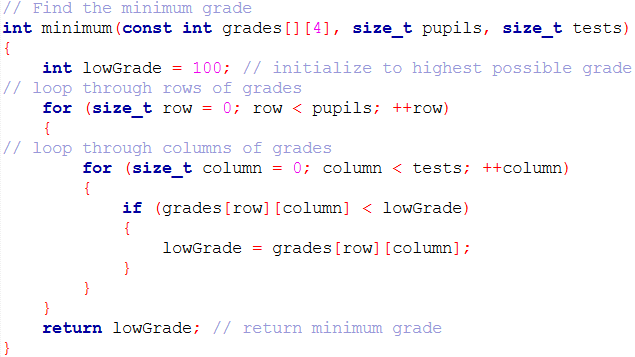 // Find the minimum grade
int minimum(const int grades[][4], size_t pupils, size_t tests)
{
    int lowGrade = 100; // initialize to highest possible grade
// loop through rows of grades
    for (size_t row = 0; row < pupils; ++row)
    {
// loop through columns of grades
        for (size_t column = 0; column < tests; ++column)
        {
            if (grades[row][column] < lowGrade)
            {
                lowGrade = grades[row][column];
            }
        }
    }
    return lowGrade; // return minimum grade
}